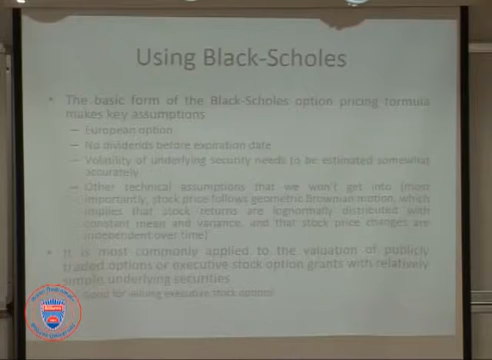 Using Black-Scholes
• The basic form of the Black-Scholes option pricing formula
makes key assumptions
– European option
– No dividends before expiration date
– Volatility of underlying security needs to be estimated somewhat
accurately
– Other technical assumptions that we won't get into (most
importantly, stock price follows geometric Brownian motion, which
implies that stock returns are lognormally distributed with
constant mean and variance, and that stock price changes are
independent over time)
• It is most commonly applied to the valuation of publicly
traded options or executive stock option grants with relatively
simple underlying securities
good for valuing executive stock options